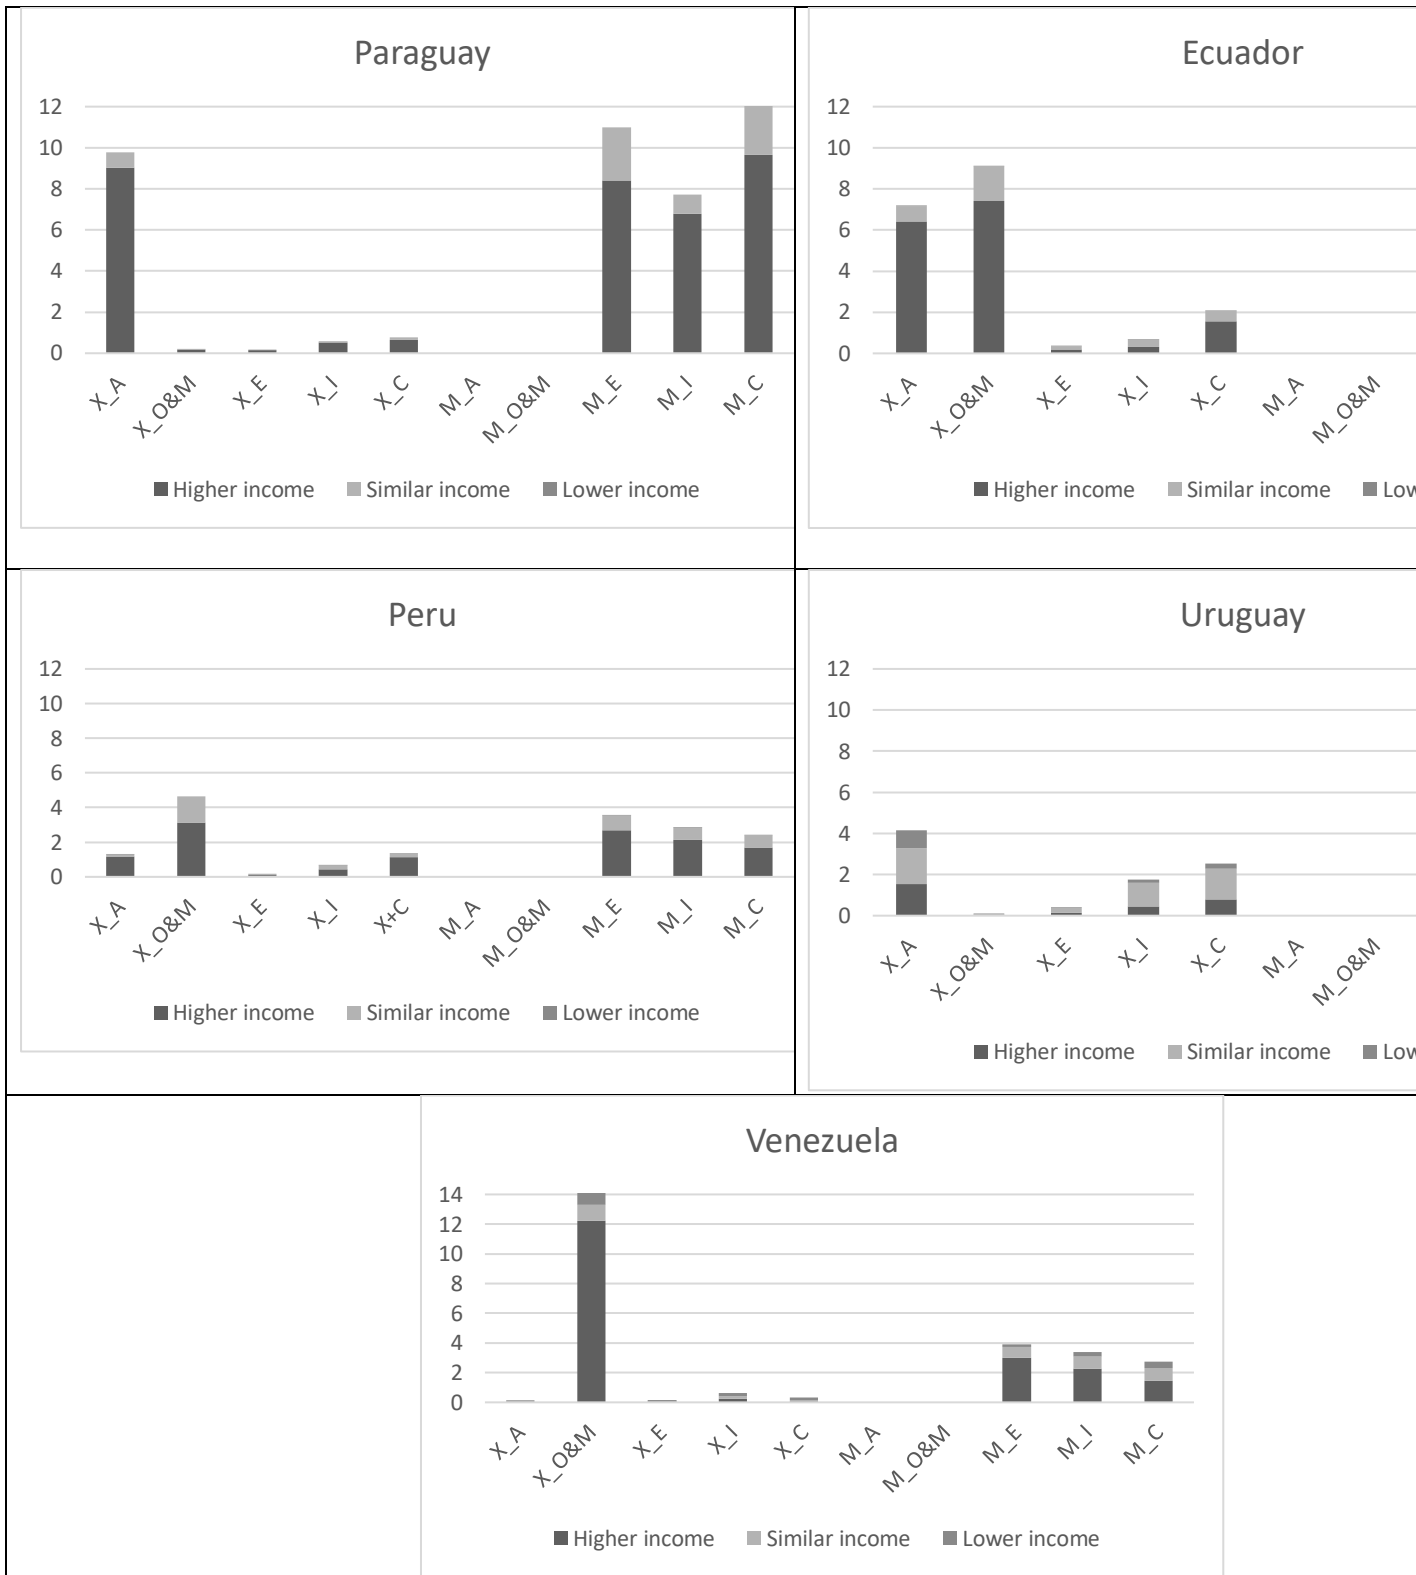 Paraguay
12
10
8
6
4
2
0
X_A X_O&M X_E X_I X_C M_A M_O&M M_E M_I M_C
Higher income Similar income Lower income
Ecuador
12
10
8
6
4
2
0
X_A X_O&M X_E X_I X_C M_A M_O&M
Higher income Similar income Low
Peru
12
10
8
6
4
2
0
X_A X_O&M X_E X_I X+C M_A M_O&M M_E M_I M_C
Higher income Similar income Lower income
Uruguay
12
10
8
6
4
2
0
X_A X_O&M X_E X_I X_C M_A M_O&M
Higher income Similar income Low
Venezuela
14
12
10
8
6
4
2
0
X_A X_O&M X_E X_I X_C M_A M_O&M M_E M_I M_C
Higher income Similar income Lower income